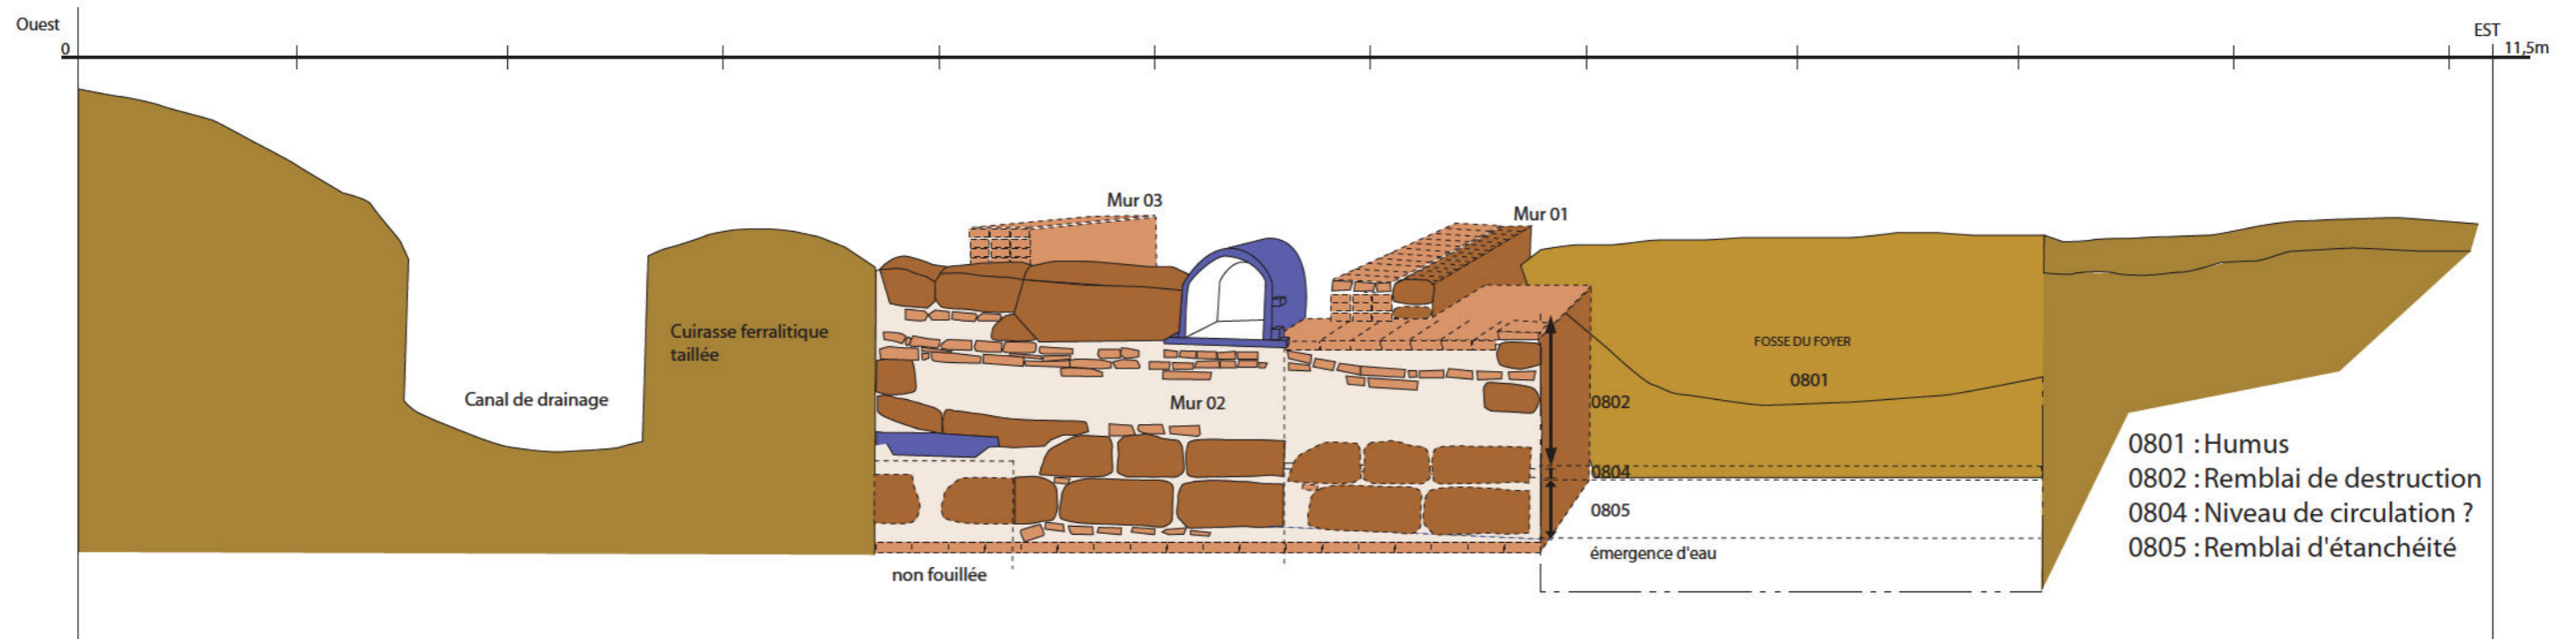 Ouest
0
EST
11,5m
Mur 03
Mur 01
Cuirasse ferralitique
taillée
Canal de drainage
Mur 02
FOSSE DU FOYER
0801
0802
0804
0805
émergence d'eau
non fouillée
0801 : Humus
0802 : Remblai de destruction
0804 : Niveau de circulation ?
0805 : Remblai d'étanchéité